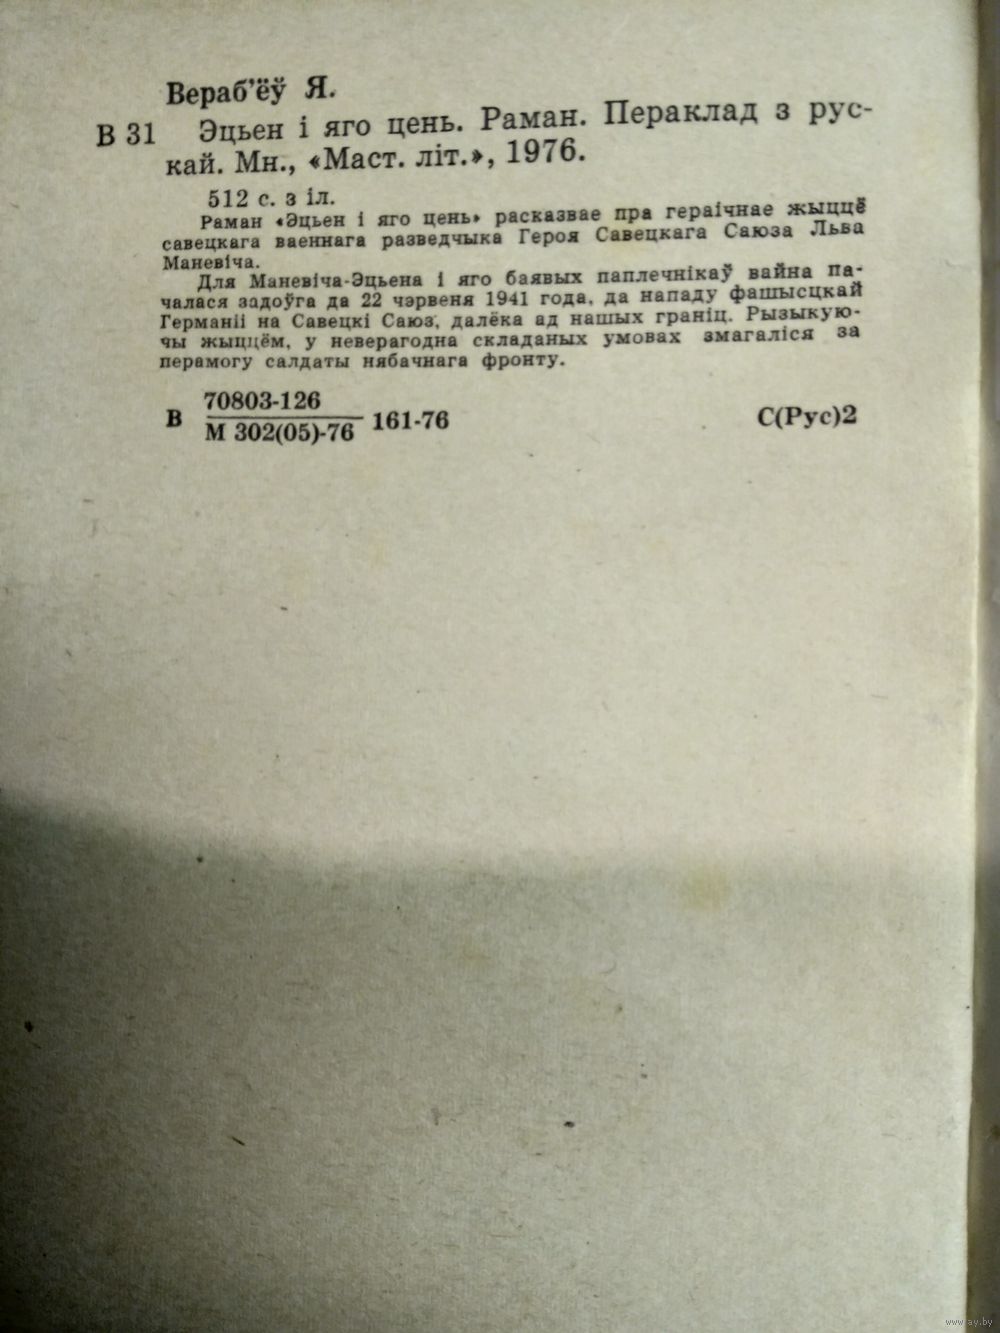 Вераб'ёў Я.
В 31 Эцьен і яго цень. Раман. Пераклад з рус-
кай. Мн., «Маст. літ.», 1976.
512 с. з іл.
Раман «Эцьен і яго цень» расказвае пра гераічнае жыццё
савецкага ваеннага разведчыка Героя Савецкага Саюза Льва
Маневіча.
Для Маневіча-Эцьена і яго баявых паплечнікаў вайна па-
чалася задоўга да 22 чэрвеня 1941 года, да нападу фашысцкай
Германіі на Савецкі Саюз, далёка ад нашых граніц. Рызыкую-
чы жыццём, у неверагодна складаных умовах змагаліся за
перамогу салдаты нябачнага фронту.
70803-126
В М 302(05)-76 161-76 С(Рус)2
www.ay.by